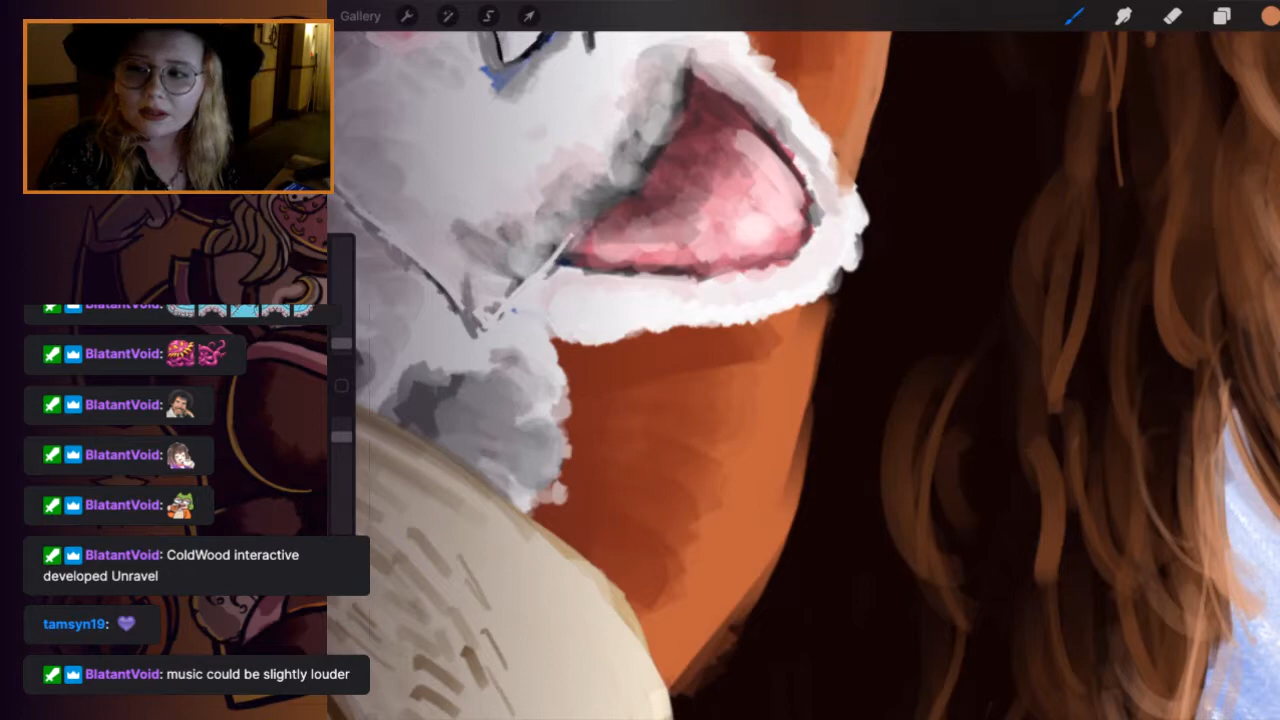 Gallery
BlatantVoid:
BlatantVoid:
BlatantVoid:
BlatantVoid:
BlatantVoid:
BlatantVoid: ColdWood interactive
developed Unravel
tamsyn19:
BlatantVoid: music could be slightly louder